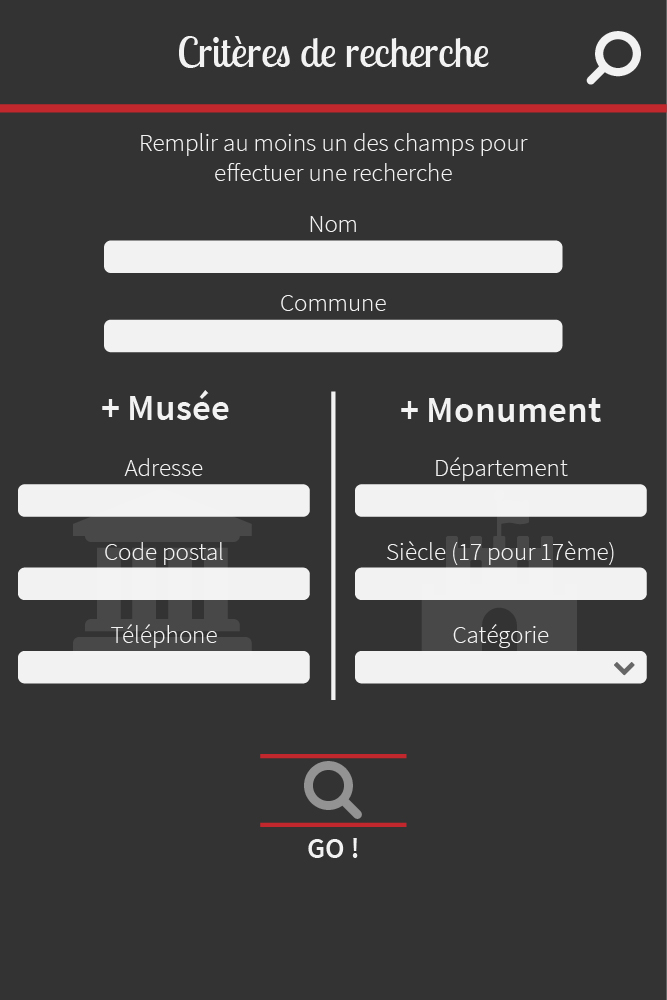 Critères de recherche
Remplir au moins un des champs pour
effectuer une recherche
Nom
Commune
+ Musée
Adresse
Code postal
Téléphone
+ Monument
Département
Siècle (17 pour 17ème)
Catégorie
GO !